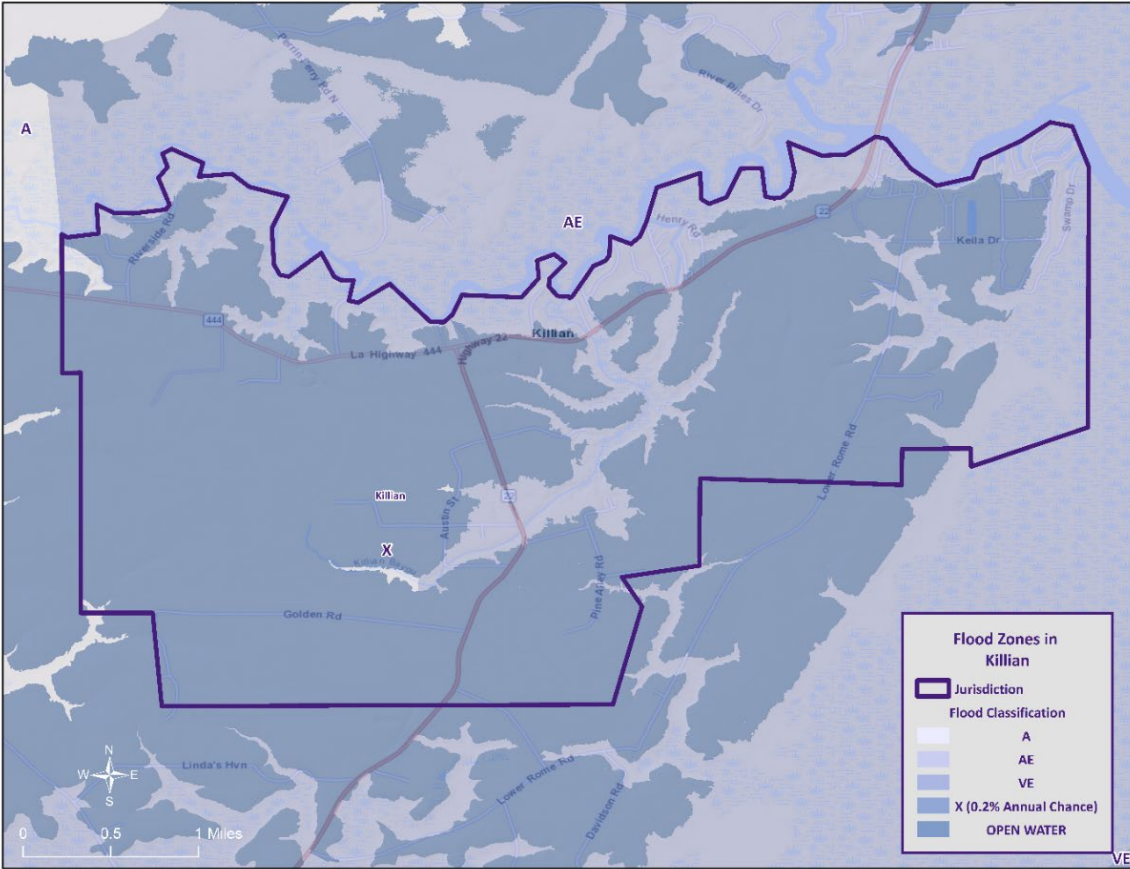 Perrin Ferry Rd N
River Pines Dr
A
AE
22
Henry Rd
Swamp Dr
Riverside Rd
Keila Dr
444
Killian
La Highway 444
Highway 22
Lower Rome Rd
Killian
22
Austin St
X
Killian Bayou
Pine Alley Rd
Golden Rd
Flood Zones in
Killian
Jurisdiction
Flood Classification
A
AE
VE
X (0.2% Annual Chance)
OPEN WATER
N
W
E
S
Linda's Hvn
Lower Rome Rd
Davidson Rd
0 0.5 1 Miles
VE